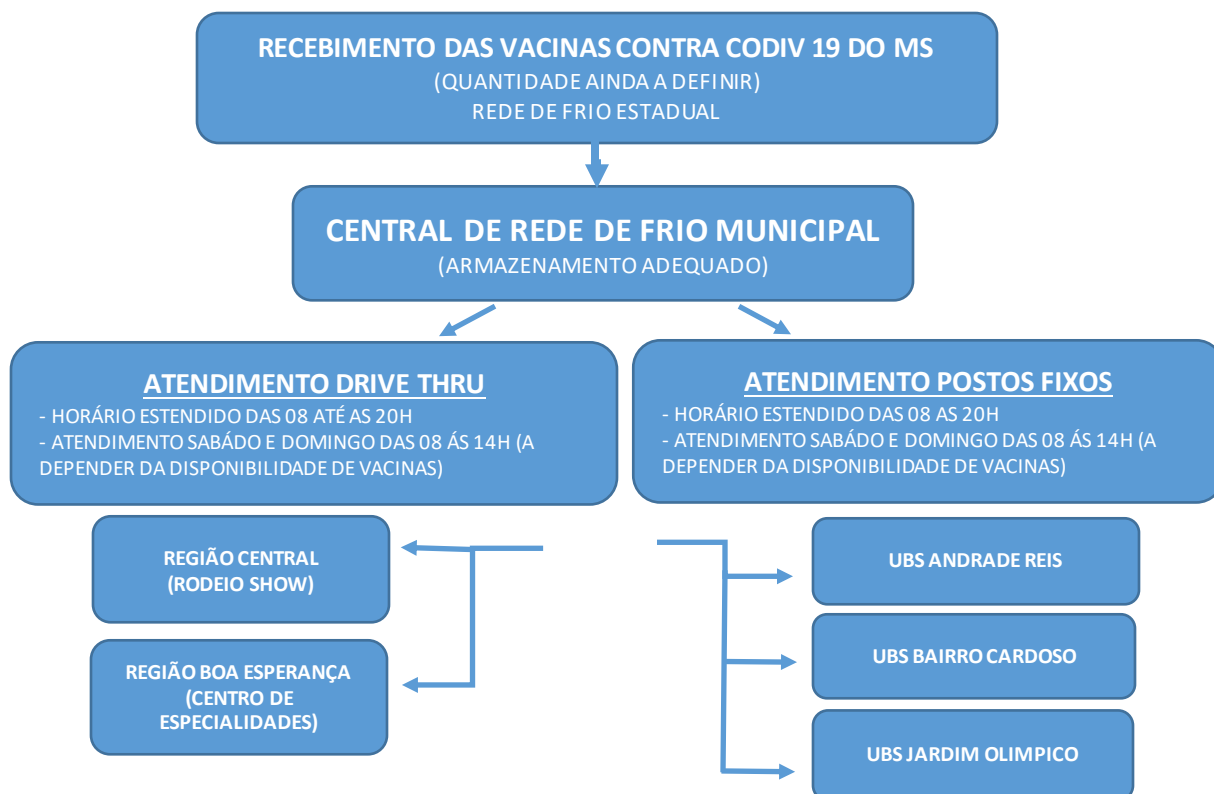 RECEBIMENTO DAS VACINAS CONTRA CODIV 19 DO MS
(QUANTIDADE AINDA A DEFINIR)
REDE DE FRIO ESTADUAL
CENTRAL DE REDE DE FRIO MUNICIPAL
(ARMAZENAMENTO ADEQUADO)
ATENDIMENTO DRIVE THRU
- HORÁRIO ESTENDIDO DAS 08 ATÉ AS 20H
- ATENDIMENTO SABÁDO E DOMINGO DAS 08 ÁS 14H (A
DEPENDER DA DISPONIBILIDADE DE VACINAS)
ATENDIMENTO POSTOS FIXOS
- HORÁRIO ESTENDIDO DAS 08 AS 20H
- ATENDIMENTO SABÁDO E DOMINGO DAS 08 ÁS 14H (A
DEPENDER DA DISPONIBILIDADE DE VACINAS)
REGIÃO CENTRAL
(RODEIO SHOW)
REGIÃO BOA ESPERANÇA
(CENTRO DE
ESPECIALIDADES)
UBS ANDRADE REIS
UBS BAIRRO CARDOSO
UBS JARDIM OLIMPICO